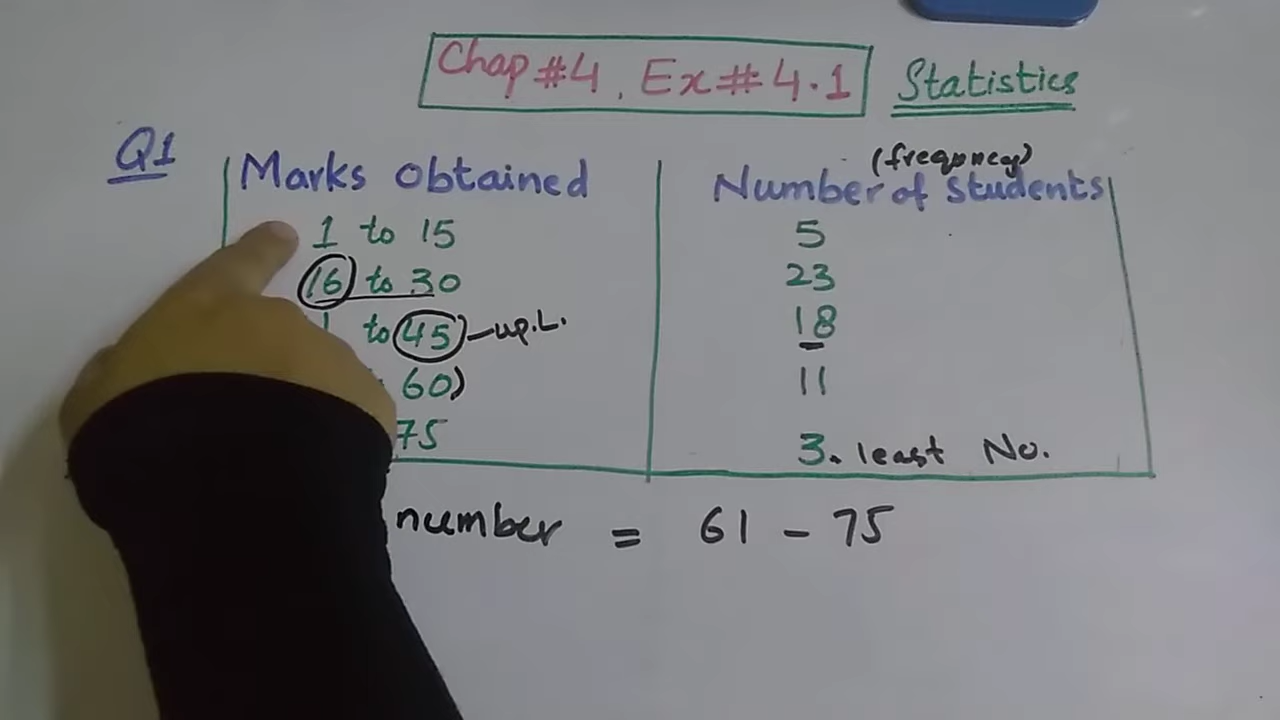 Chap #4, Ex # 4.1 Statistics
Q1
(frequency)
Marks obtained Number of students
1 to 15 5
16 to 30 23
1 to 45 - up.L. 18
60) 11
75 3. least No.
number = 61 - 75